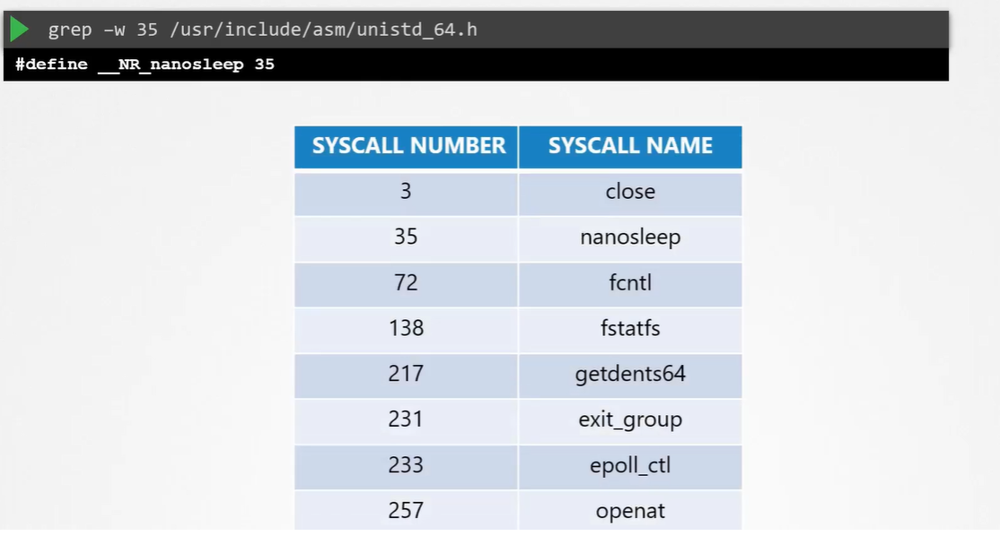 grep –w 35 /usr/include/asm/unistd_64.h
#define __NR_nanosleep 35
SYSCALL NUMBER SYSCALL NAME
3 close
35 nanosleep
72 fcntl
138 fstatfs
217 getdents64
231 exit_group
233 epoll_ctl
257 openat